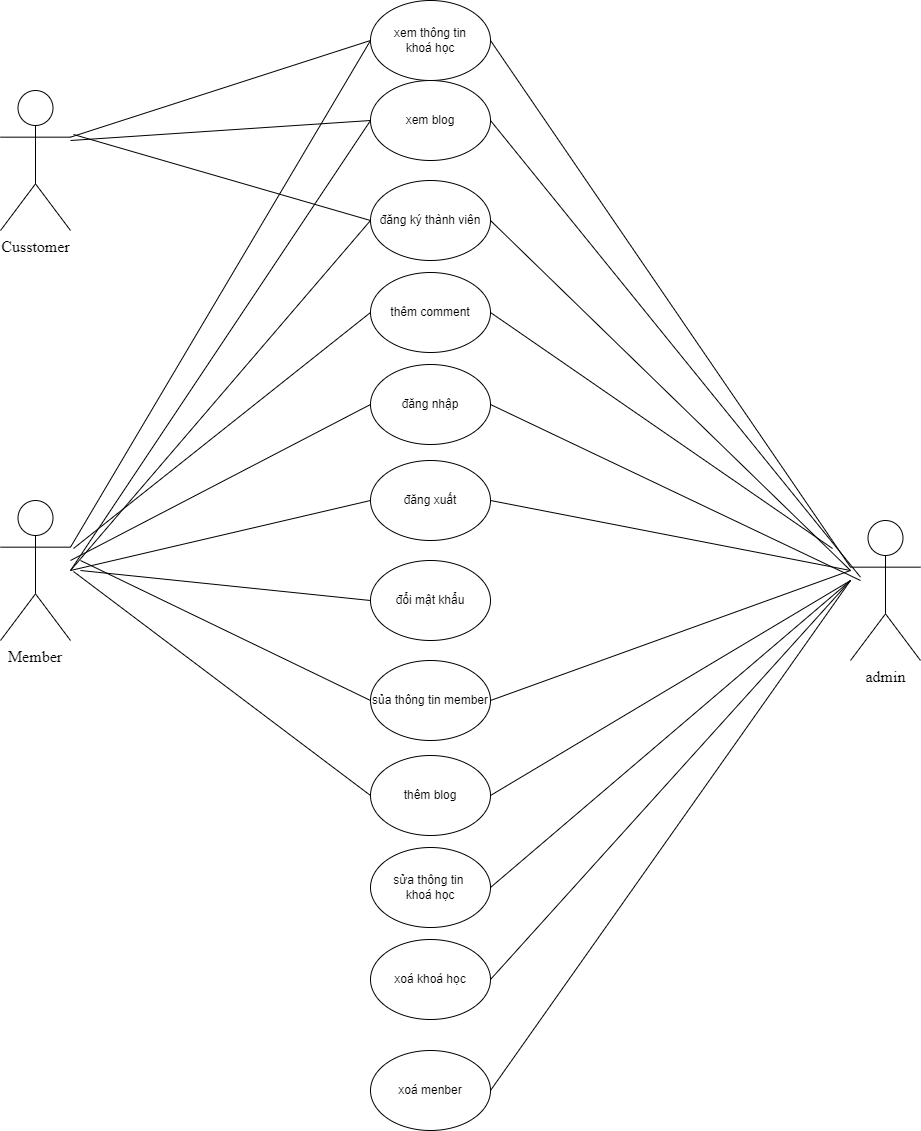 xem thông tin
khoá học
xem blog
Cusstomer
đăng ký thành viên
thêm comment
đăng nhập
đăng xuất
đổi mật khẩu
Member
admin
sủa thông tin member
thêm blog
sửa thông tin
khoá học
xoá khoá học
xoá menber